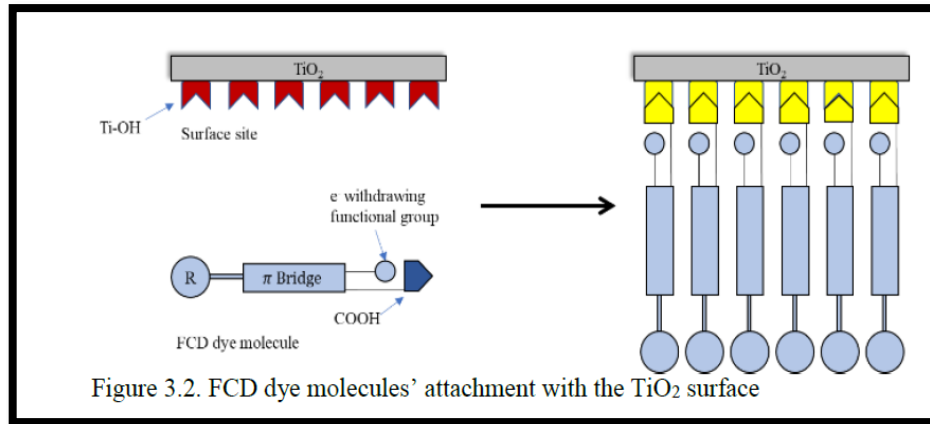 TiO2
TiO2
Ti-OH
Surface site
e withdrawing
functional group
R
π Bridge
COOH
FCD dye molecule
Figure 3.2. FCD dye molecules’ attachment with the TiO2 surface